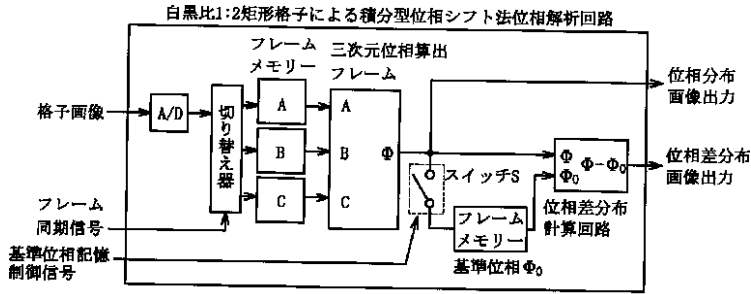 白黒比1:2矩形格子による積分型位相シフト法位相解析回路
フレーム
メモリー
三次元位相算出
フレーム
位相分布
画像出力
格子画像
A/D
切り替え器
A
B
C
A
B
C
Φ
スイッチS
Φ
Φ₀
Φ-Φ₀
位相差分布
画像出力
フレーム
同期信号
フレーム
メモリー
位相差分布
計算回路
基準位相記憶
制御信号
基準位相Φ₀